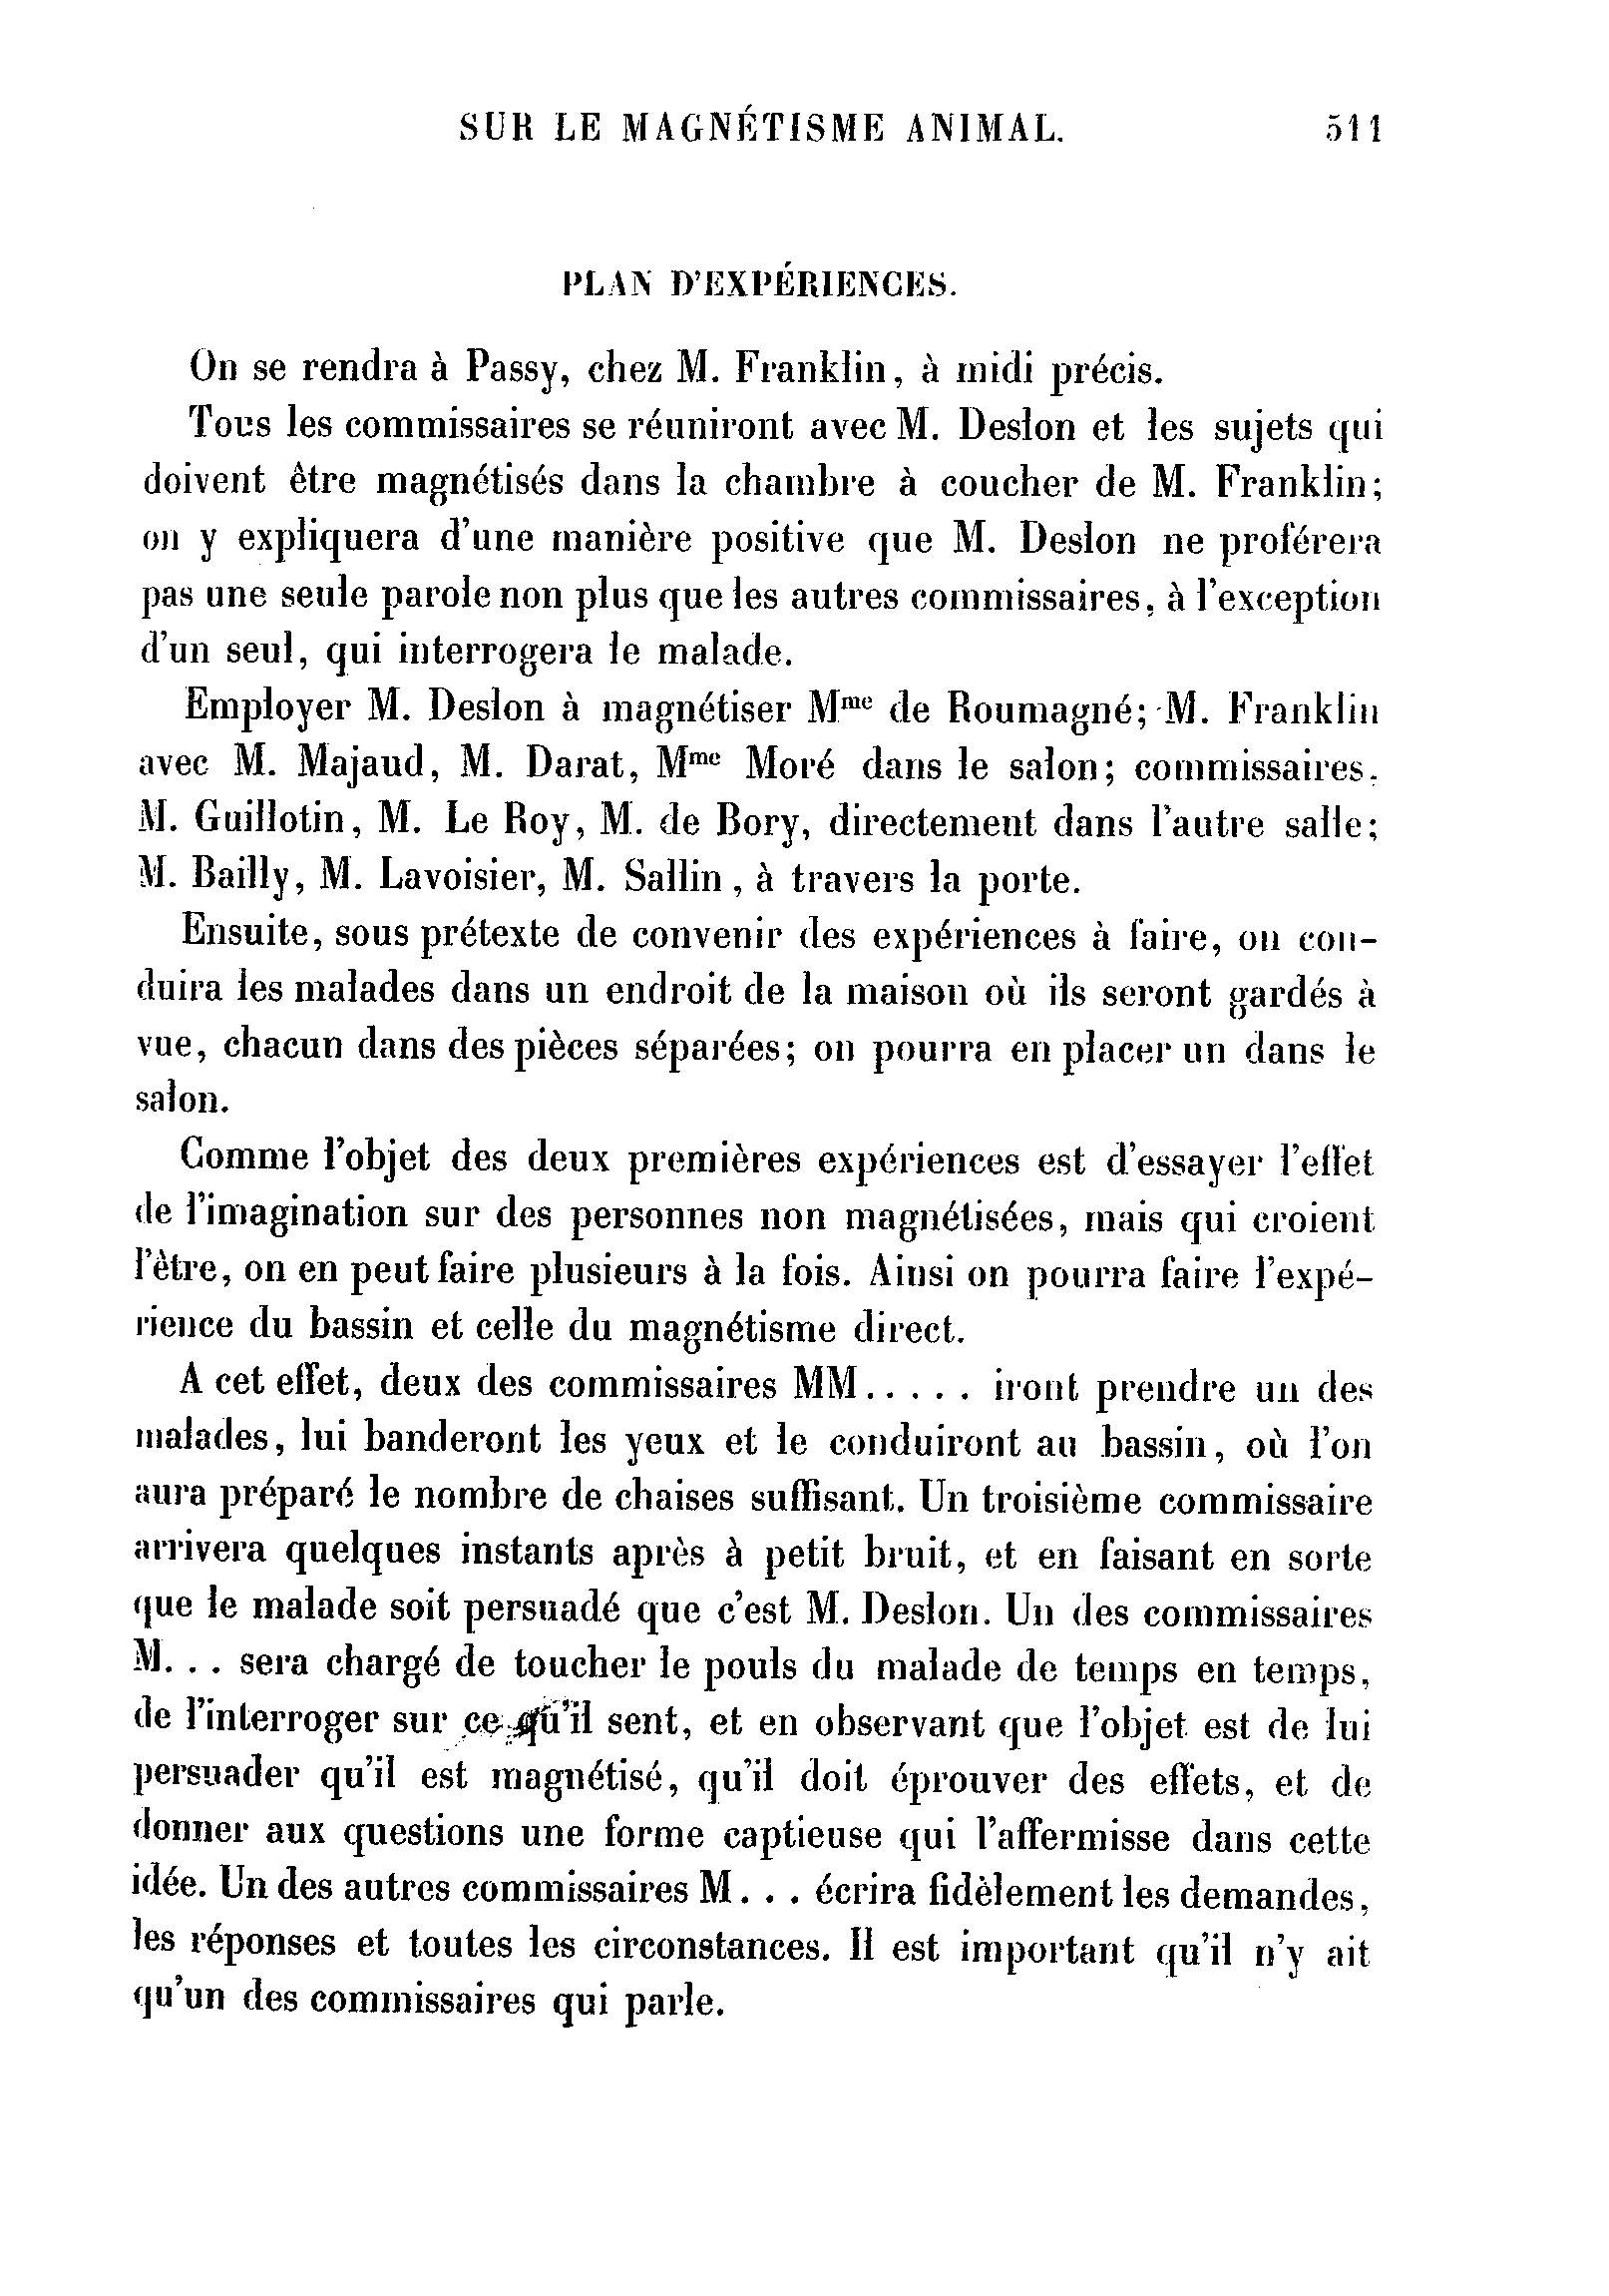 SUR LE MAGNÉTISME ANIMAL. 511
PLAN D'EXPÉRIENCES.
On se rendra à Passy, chez M. Franklin, à midi précis.
Tous les commissaires se réuniront avec M. Deslon et les sujets qui
doivent être magnétisés dans la chambre à coucher de M. Franklin;
on y expliquera d'une manière positive que M. Deslon ne proférera
pas une seule parole non plus que les autres commissaires, à l'exception
d'un seul, qui interrogera le malade.
Employer M. Deslon à magnétiser Mme de Roumagné; M. Franklin
avec M. Majaud, M. Darat, Mme Moré dans le salon; commissaires,
M. Guillotin, M. Le Roy, M. de Bory, directement dans l'autre salle;
M. Bailly, M. Lavoisier, M. Sallin, à travers la porte.
Ensuite, sous prétexte de convenir des expériences à faire, on con-
duira les malades dans un endroit de la maison où ils seront gardés à
vue, chacun dans des pièces séparées; on pourra en placer un dans le
salon.
Comme l'objet des deux premières expériences est d'essayer l'effet
de l'imagination sur des personnes non magnétisées, mais qui croient
l'être, on en peut faire plusieurs à la fois. Ainsi on pourra faire l'expé-
rience du bassin et celle du magnétisme direct.
A cet effet, deux des commissaires MM..... iront prendre un des
malades, lui banderont les yeux et le conduiront au bassin, où l'on
aura préparé le nombre de chaises suffisant. Un troisième commissaire
arrivera quelques instants après à petit bruit, et en faisant en sorte
que le malade soit persuadé que c'est M. Deslon. Un des commissaires
M... sera chargé de toucher le pouls du malade de temps en temps,
de l'interroger sur ce qu'il sent, et en observant que l'objet est de lui
persuader qu'il est magnétisé, qu'il doit éprouver des effets, et de
donner aux questions une forme captieuse qui l'affermisse dans cette
idée. Un des autres commissaires M... écrira fidèlement les demandes,
les réponses et toutes les circonstances. Il est important qu'il n'y ait
qu'un des commissaires qui parle.